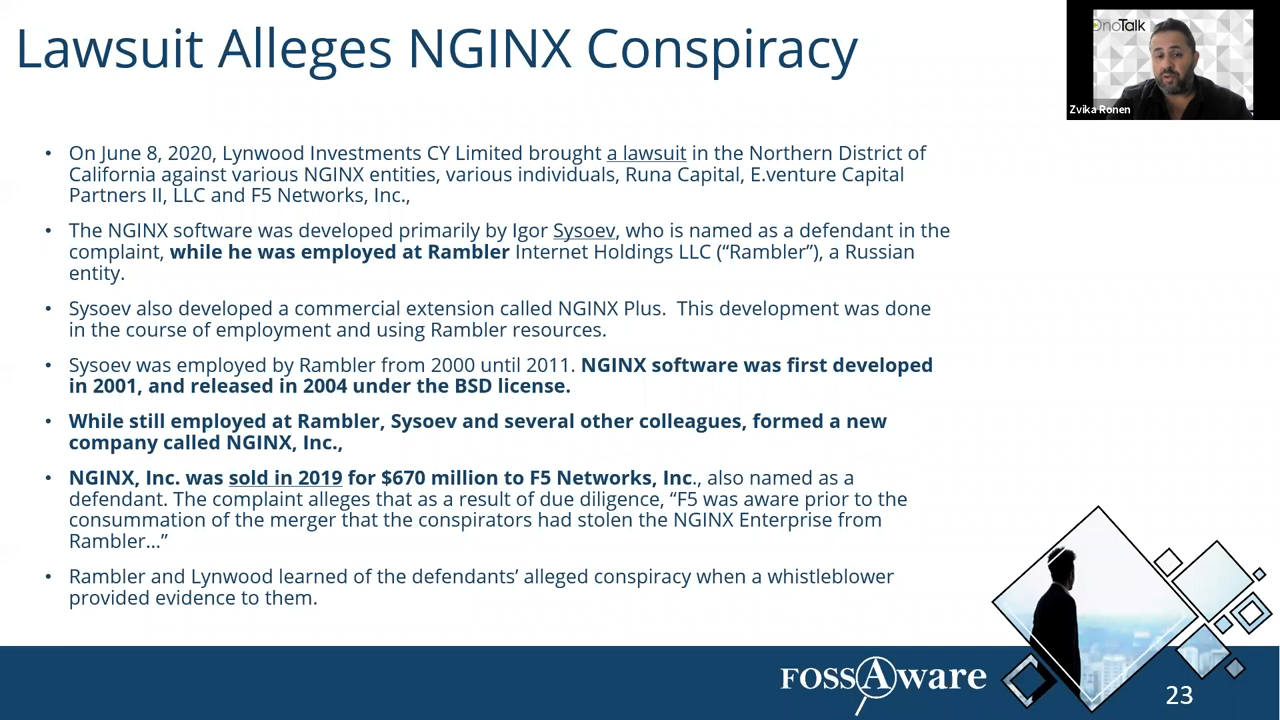 Lawsuit Alleges NGINX Conspiracy
OnoTalk
Zvika Ronen
• On June 8, 2020, Lynwood Investments CY Limited brought a lawsuit in the Northern District of
California against various NGINX entities, various individuals, Runa Capital, E.venture Capital
Partners II, LLC and F5 Networks, Inc.,
• The NGINX software was developed primarily by Igor Sysoev, who is named as a defendant in the
complaint, while he was employed at Rambler Internet Holdings LLC (“Rambler”), a Russian
entity.
• Sysoev also developed a commercial extension called NGINX Plus.  This development was done
in the course of employment and using Rambler resources.
• Sysoev was employed by Rambler from 2000 until 2011. NGINX software was first developed
in 2001, and released in 2004 under the BSD license.
• While still employed at Rambler, Sysoev and several other colleagues, formed a new
company called NGINX, Inc.,
• NGINX, Inc. was sold in 2019 for $670 million to F5 Networks, Inc., also named as a
defendant. The complaint alleges that as a result of due diligence, “F5 was aware prior to the
consummation of the merger that the conspirators had stolen the NGINX Enterprise from
Rambler...”
• Rambler and Lynwood learned of the defendants’ alleged conspiracy when a whistleblower
provided evidence to them.
FOSSAware
23